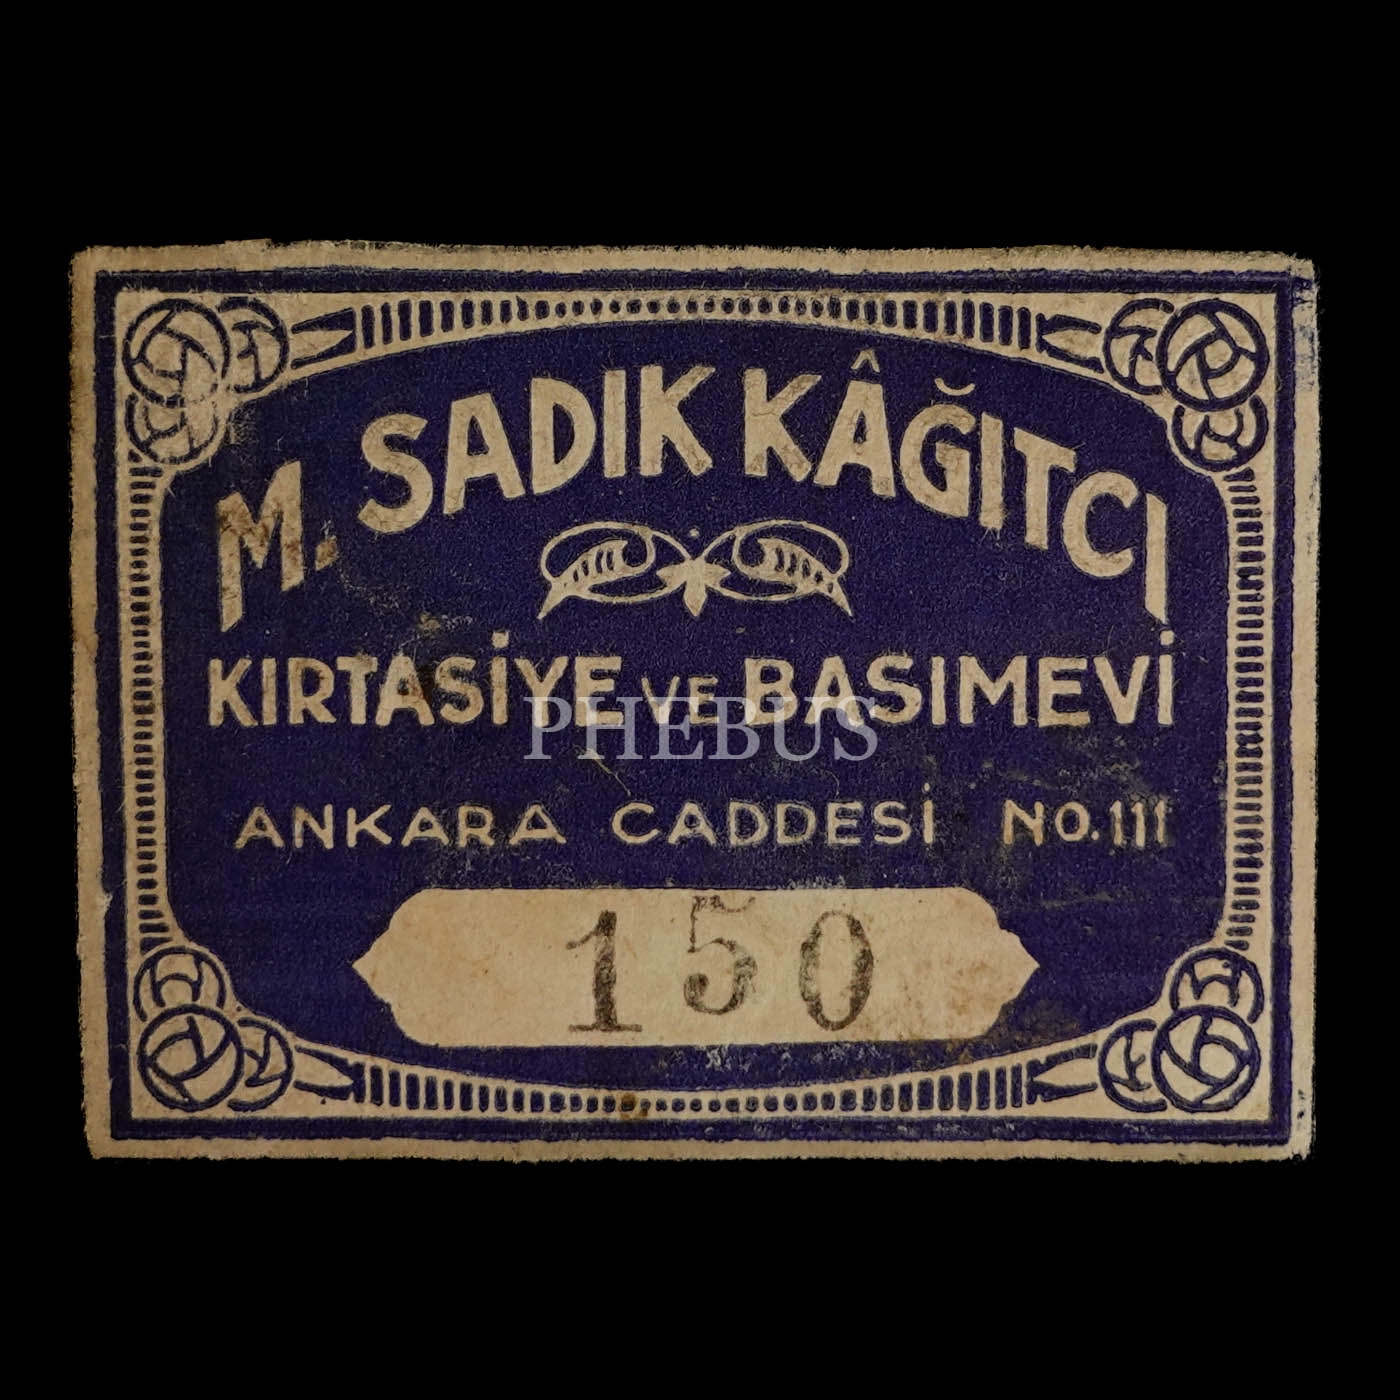 M. SADIK KÂĞITCI
KIRTASİYE VE BASIMEVİ
PHEBUS
ANKARA CADDESİ NO. 111
150